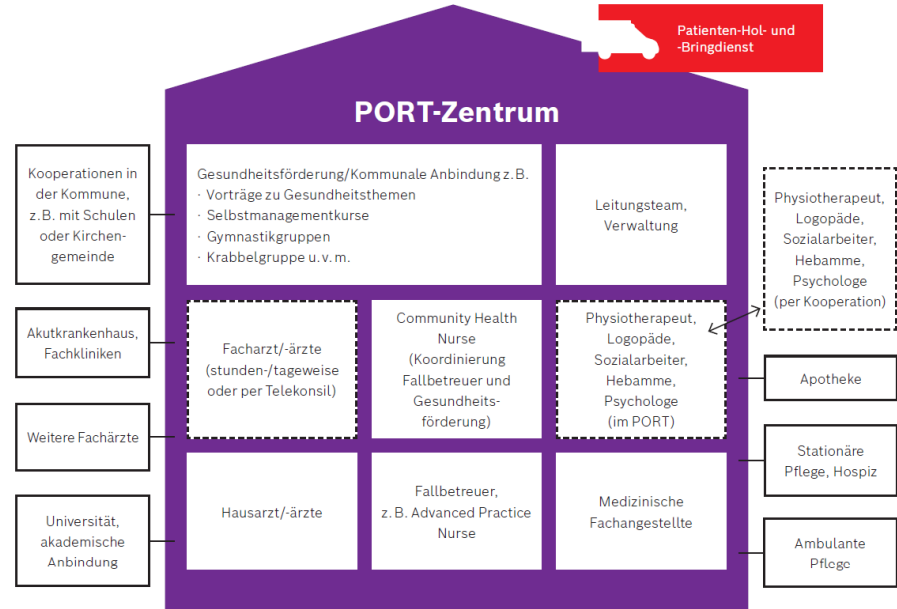 Patienten-Hol- und
-Bringdienst
PORT-Zentrum
Kooperationen in
der Kommune,
z. B. mit Schulen
oder Kirchen-
gemeinde
Akutkrankenhaus,
Fachkliniken
Weitere Fachärzte
Universität,
akademische
Anbindung
Gesundheitsförderung/Kommunale Anbindung z. B.
· Vorträge zu Gesundheitsthemen
· Selbstmanagementkurse
· Gymnastikgruppen
· Krabbelgruppe u. v. m.
Leitungsteam,
Verwaltung
Facharzt/-ärzte
(stunden-/tageweise
oder per Telekonsil)
Community Health
Nurse
(Koordinierung
Fallbetreuer und
Gesundheits-
förderung)
Physiotherapeut,
Logopäde,
Sozialarbeiter,
Hebamme,
Psychologe
(im PORT)
Hausarzt/-ärzte
Fallbetreuer,
z. B. Advanced Practice
Nurse
Medizinische
Fachangestellte
Physiotherapeut,
Logopäde,
Sozialarbeiter,
Hebamme,
Psychologe
(per Kooperation)
Apotheke
Stationäre
Pflege, Hospiz
Ambulante
Pflege